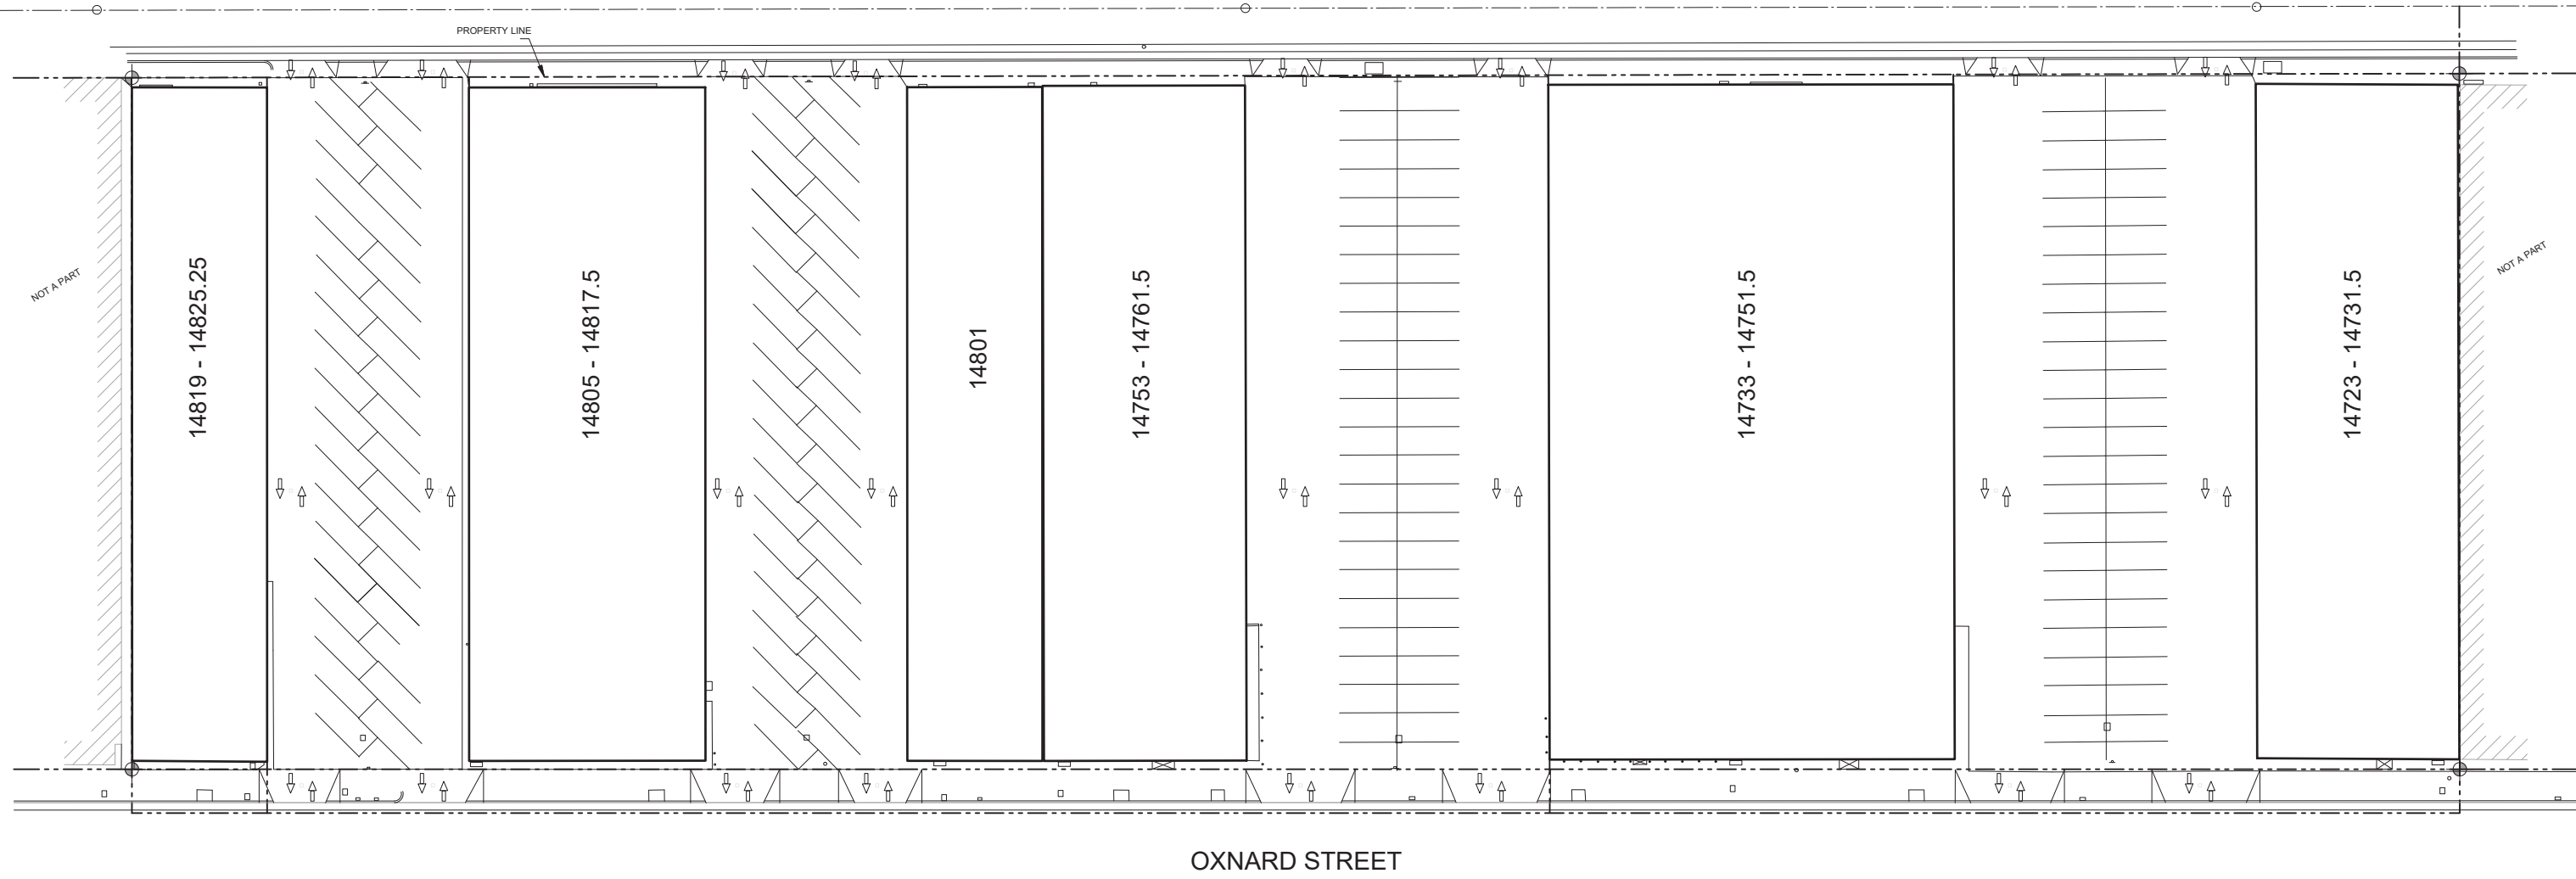 PROPERTY LINE
NOT A PART
14819 - 14825.25
14805 - 14817.5
14801
14753 - 14761.5
14733 - 14751.5
14723 - 14731.5
NOT A PART
OXNARD STREET